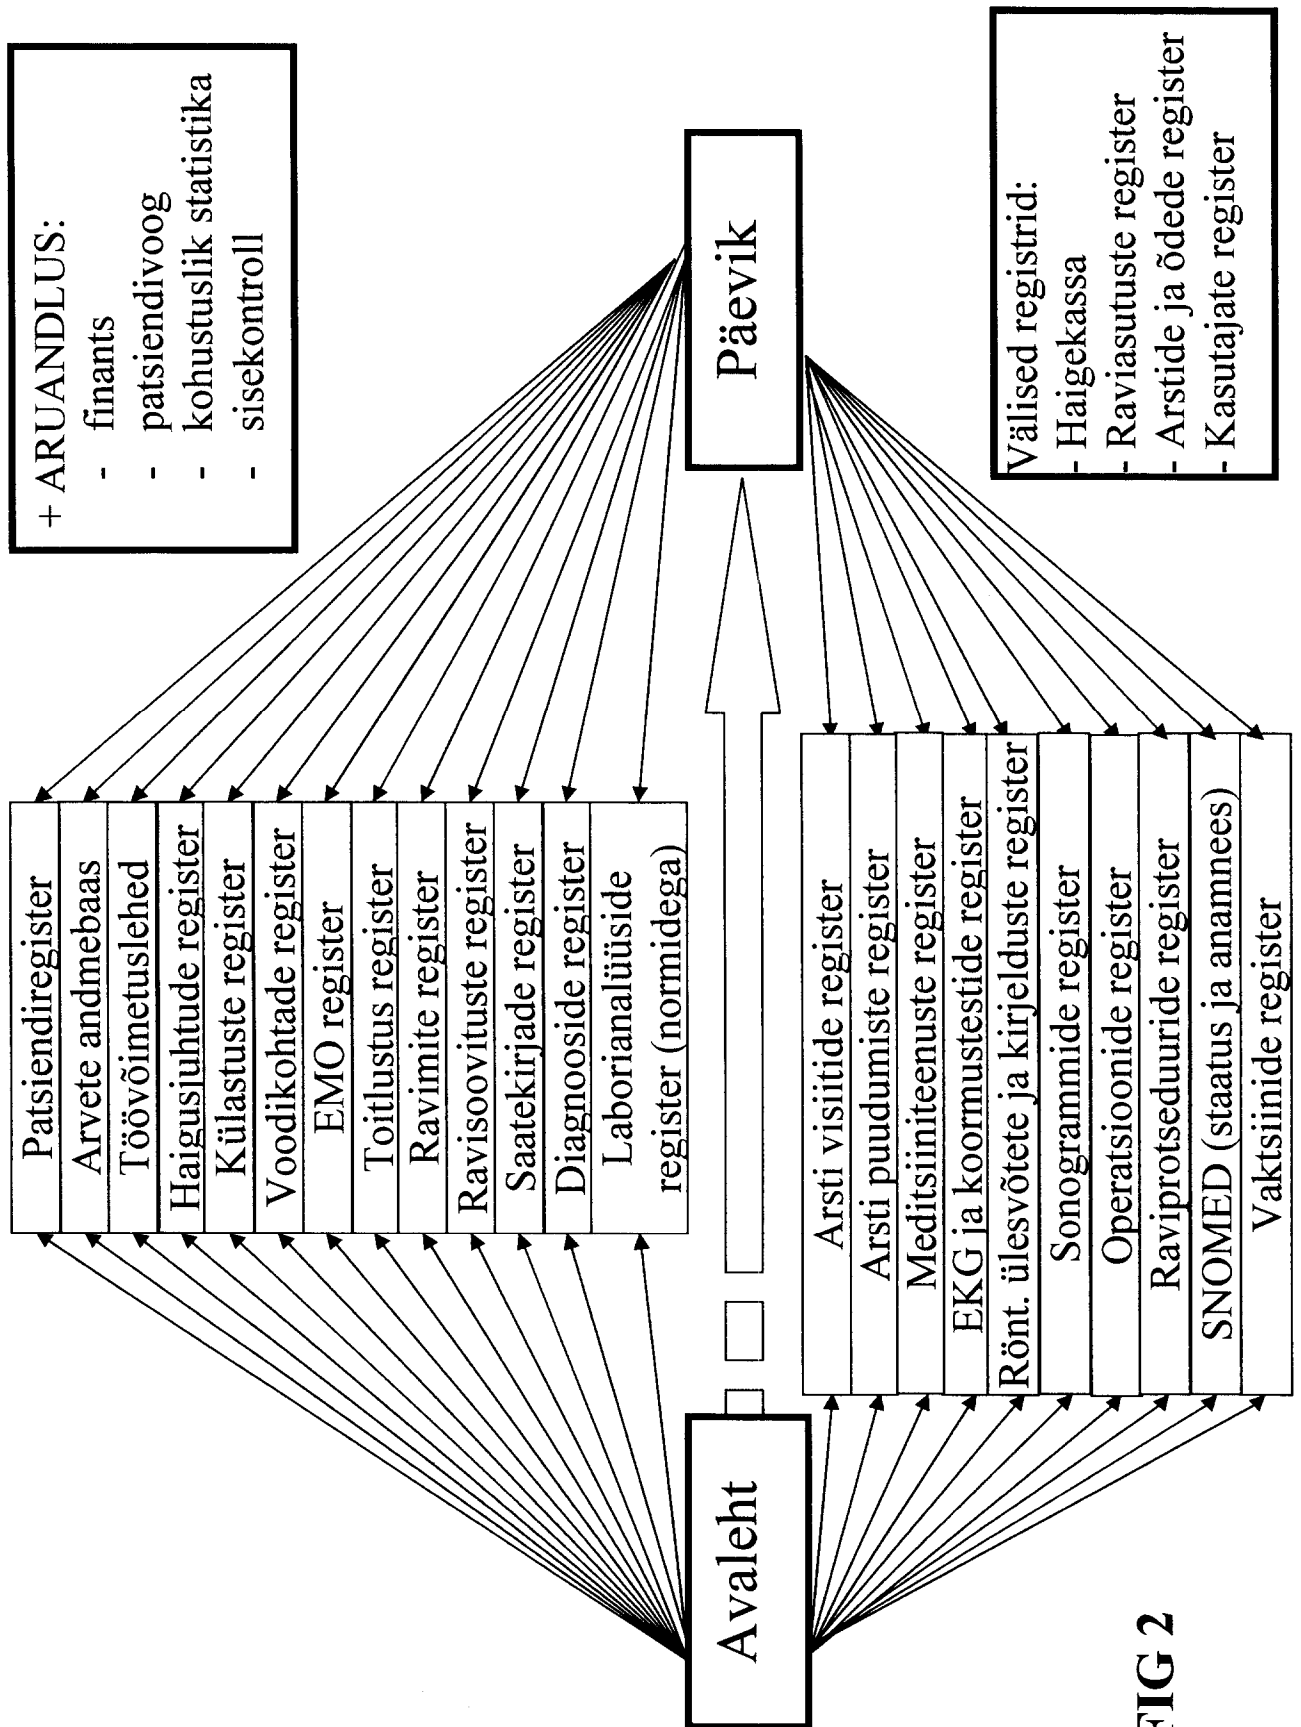 + ARUANDLUS:
- finants
- patsiendivoog
- kohustuslik statistika
- sisekontroll
Patsiendiregister
Arvete andmebaas
Töövõimetuslehed
Haigusjuhtude register
Külastuste register
Voodikohtade register
EMO register
Toitlustus register
Ravimite register
Ravisoovituste register
Saatekirjade register
Diagnooside register
Laborianalüüside
register (normidega)
Avaleht
Päevik
Arsti visiitide register
Arsti puudumiste register
Meditsiiniteenuste register
EKG ja koormustestide register
Rönt. ülesvõtete ja kirjelduste register
Sonogrammide register
Operatsioonide register
Raviprotseduuride register
SNOMED (staatus ja anamnees)
Vaktsiinide register
Välised registrid:
- Haigekassa
- Raviasutuste register
- Arstide ja õdede register
- Kasutajate register
FIG 2